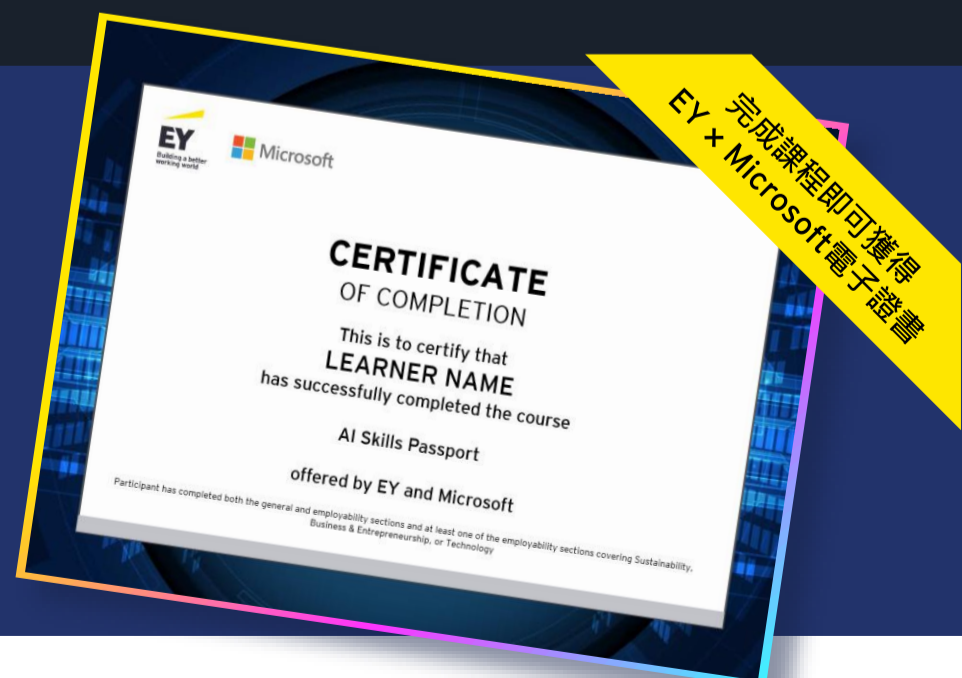 完成課程即可獲得
EY × Microsoft電子證書
EY
Building a better
working world
Microsoft
CERTIFICATE
OF COMPLETION
This is to certify that
LEARNER NAME
has successfully completed the course
AI Skills Passport
offered by EY and Microsoft
Participant has completed both the general and employability sections and at least one of the employability sections covering Sustainability,
Business & Entrepreneurship, or Technology